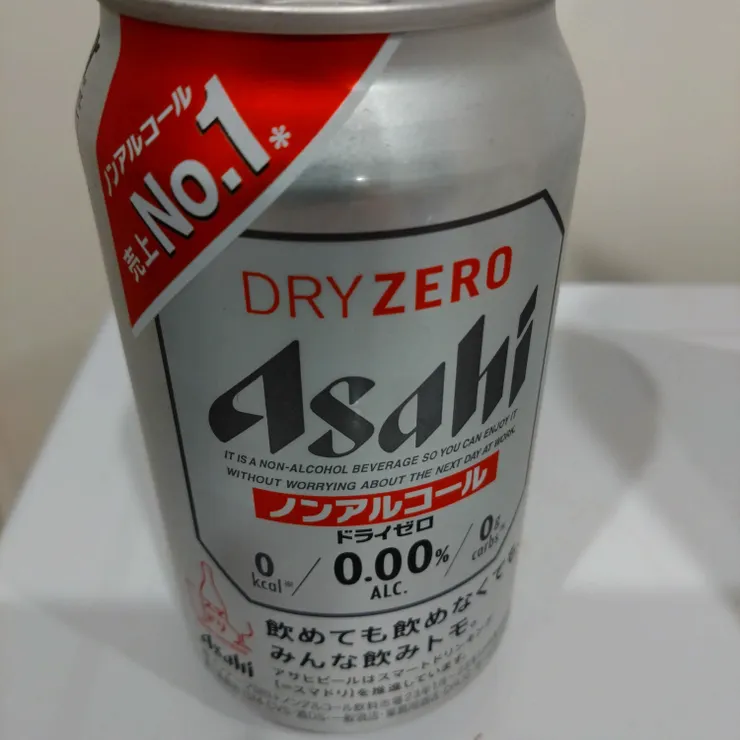 ノンアルコール
売上No.1*
DRY ZERO
Asahi
IT IS A NON-ALCOHOL BEVERAGE SO YOU CAN ENJOY IT
WITHOUT WORRYING ABOUT THE NEXT DAY AT WORK.
ノンアルコール
ドライゼロ
0 kcal※ / 0.00% ALC. / 0g carbs※
Asahi
飲めても飲めなくても、
みんな飲みトモ。
アサヒビールはスマートドリンキング
(=スマドリ)を推進しています。